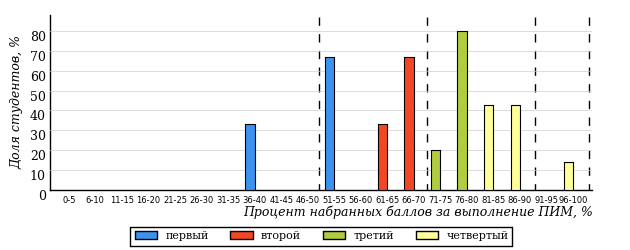 Доля студентов, %
80
70
60
50
40
30
20
10
0
0-5 6-10 11-15 16-20 21-25 26-30 31-35 36-40 41-45 46-50 51-55 56-60 61-65 66-70 71-75 76-80 81-85 86-90 91-95 96-100
Процент набранных баллов за выполнение ПИМ, %
первый второй третий четвертый